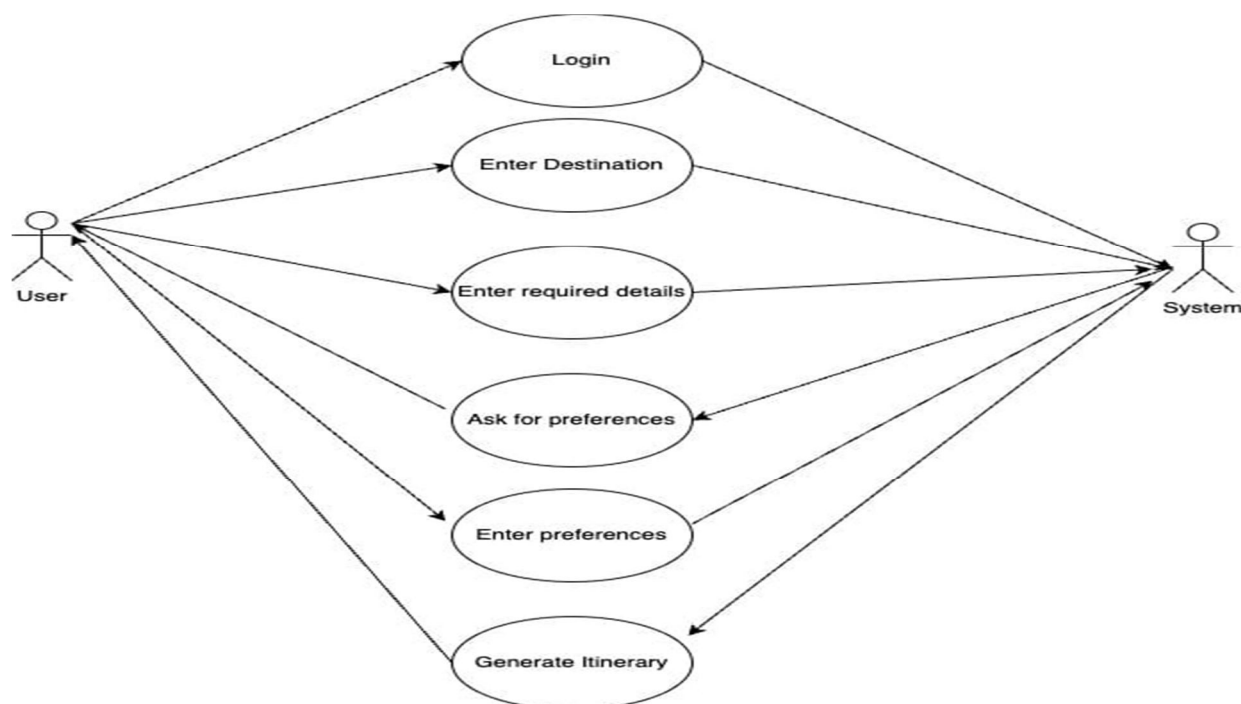 Login
Enter Destination
User
Enter required details
System
Ask for preferences
Enter preferences
Generate Itinerary